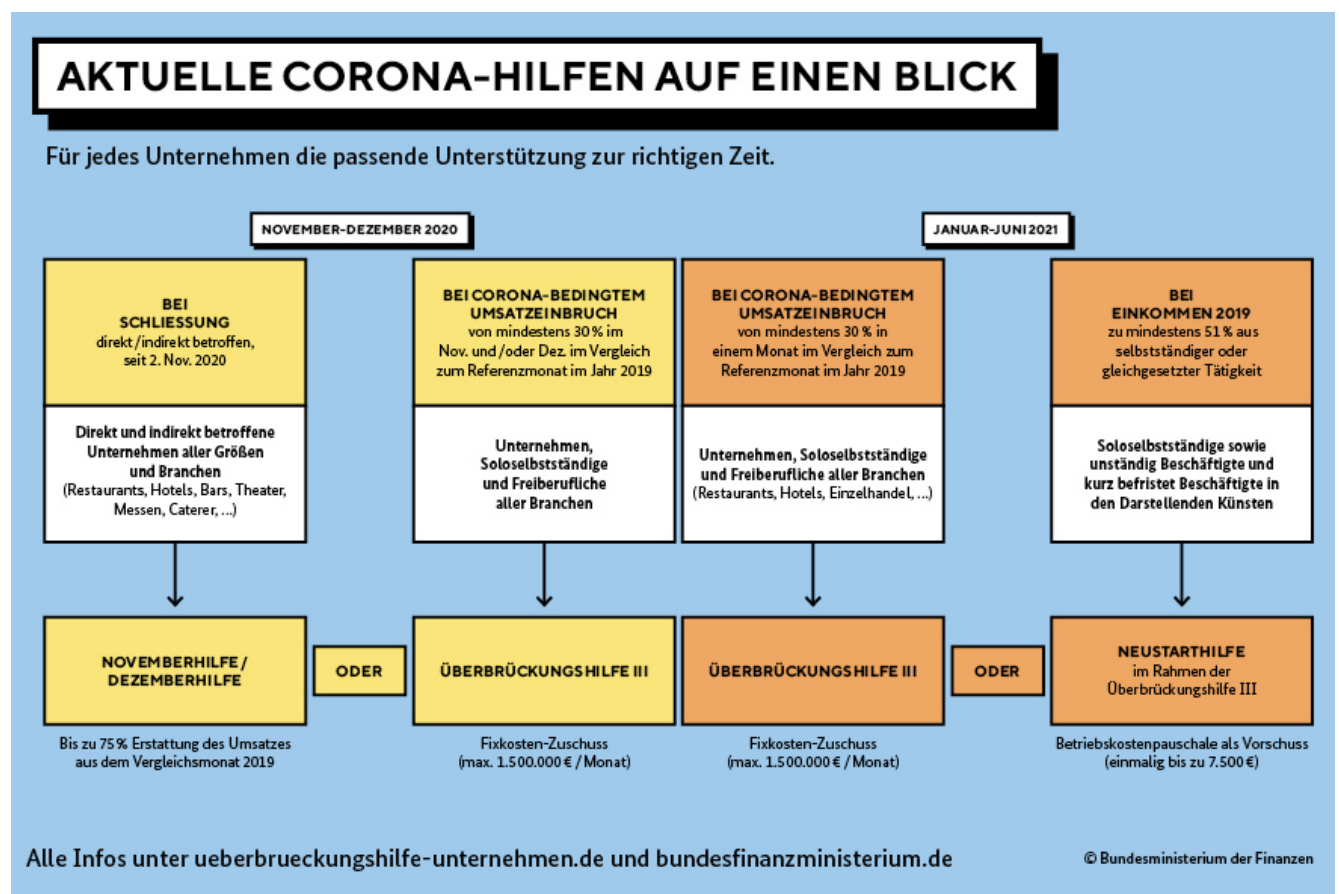 AKTUELLE CORONA-HILFEN AUF EINEN BLICK
Für jedes Unternehmen die passende Unterstützung zur richtigen Zeit.
NOVEMBER–DEZEMBER 2020
BEI
SCHLIESSUNG
direkt/indirekt betroffen,
seit 2. Nov. 2020
Direkt und indirekt betroffene
Unternehmen aller Größen
und Branchen
(Restaurants, Hotels, Bars, Theater,
Messen, Caterer, ...)
NOVEMBERHILFE/
DEZEMBERHILFE
Bis zu 75 % Erstattung des Umsatzes
aus dem Vergleichsmonat 2019
ODER
BEI CORONA-BEDINGTEM
UMSATZEINBRUCH
von mindestens 30 % im
Nov. und/oder Dez. im Vergleich
zum Referenzmonat im Jahr 2019
Unternehmen,
Soloselbstständige
und Freiberufliche
aller Branchen
ÜBERBRÜCKUNGSHILFE III
Fixkosten-Zuschuss
(max. 1.500.000 € / Monat)
JANUAR–JUNI 2021
BEI CORONA-BEDINGTEM
UMSATZEINBRUCH
von mindestens 30 % in
einem Monat im Vergleich zum
Referenzmonat im Jahr 2019
Unternehmen, Soloselbstständige
und Freiberufliche aller Branchen
(Restaurants, Hotels, Einzelhandel, ...)
ÜBERBRÜCKUNGSHILFE III
Fixkosten-Zuschuss
(max. 1.500.000 € / Monat)
ODER
BEI
EINKOMMEN 2019
zu mindestens 51 % aus
selbstständiger oder
gleichgesetzter Tätigkeit
Soloselbstständige sowie
unständig Beschäftigte und
kurz befristet Beschäftigte in
den Darstellenden Künsten
NEUSTARTHILFE
im Rahmen der
Überbrückungshilfe III
Betriebskostenpauschale als Vorschuss
(einmalig bis zu 7.500 €)
Alle Infos unter ueberbrueckungshilfe-unternehmen.de und bundesfinanzministerium.de
© Bundesministerium der Finanzen